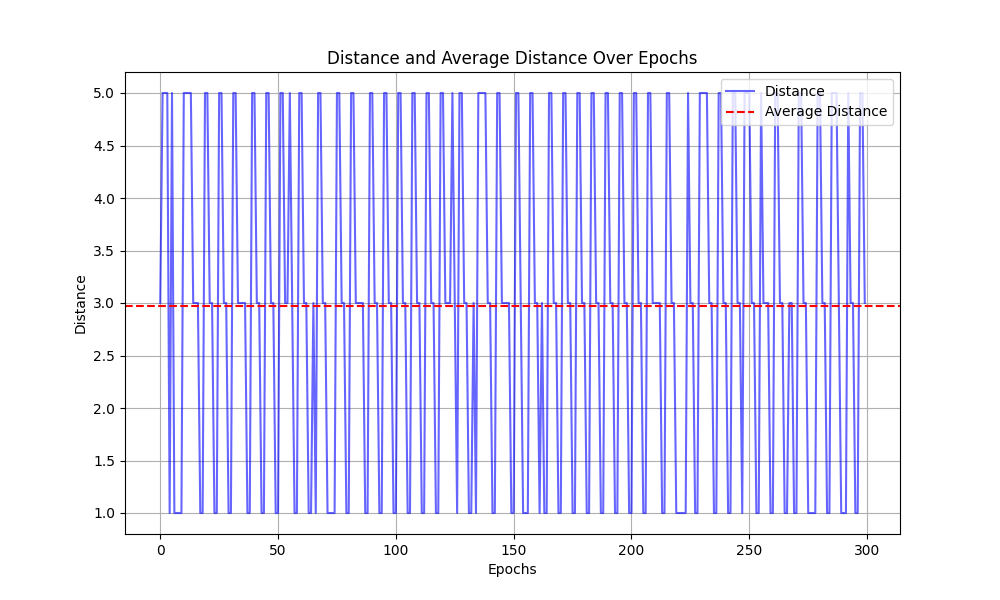 Distance and Average Distance Over Epochs
Distance
Average Distance
5.0
4.5
4.0
3.5
3.0
2.5
2.0
1.5
1.0
Distance
0 50 100 150 200 250 300
Epochs